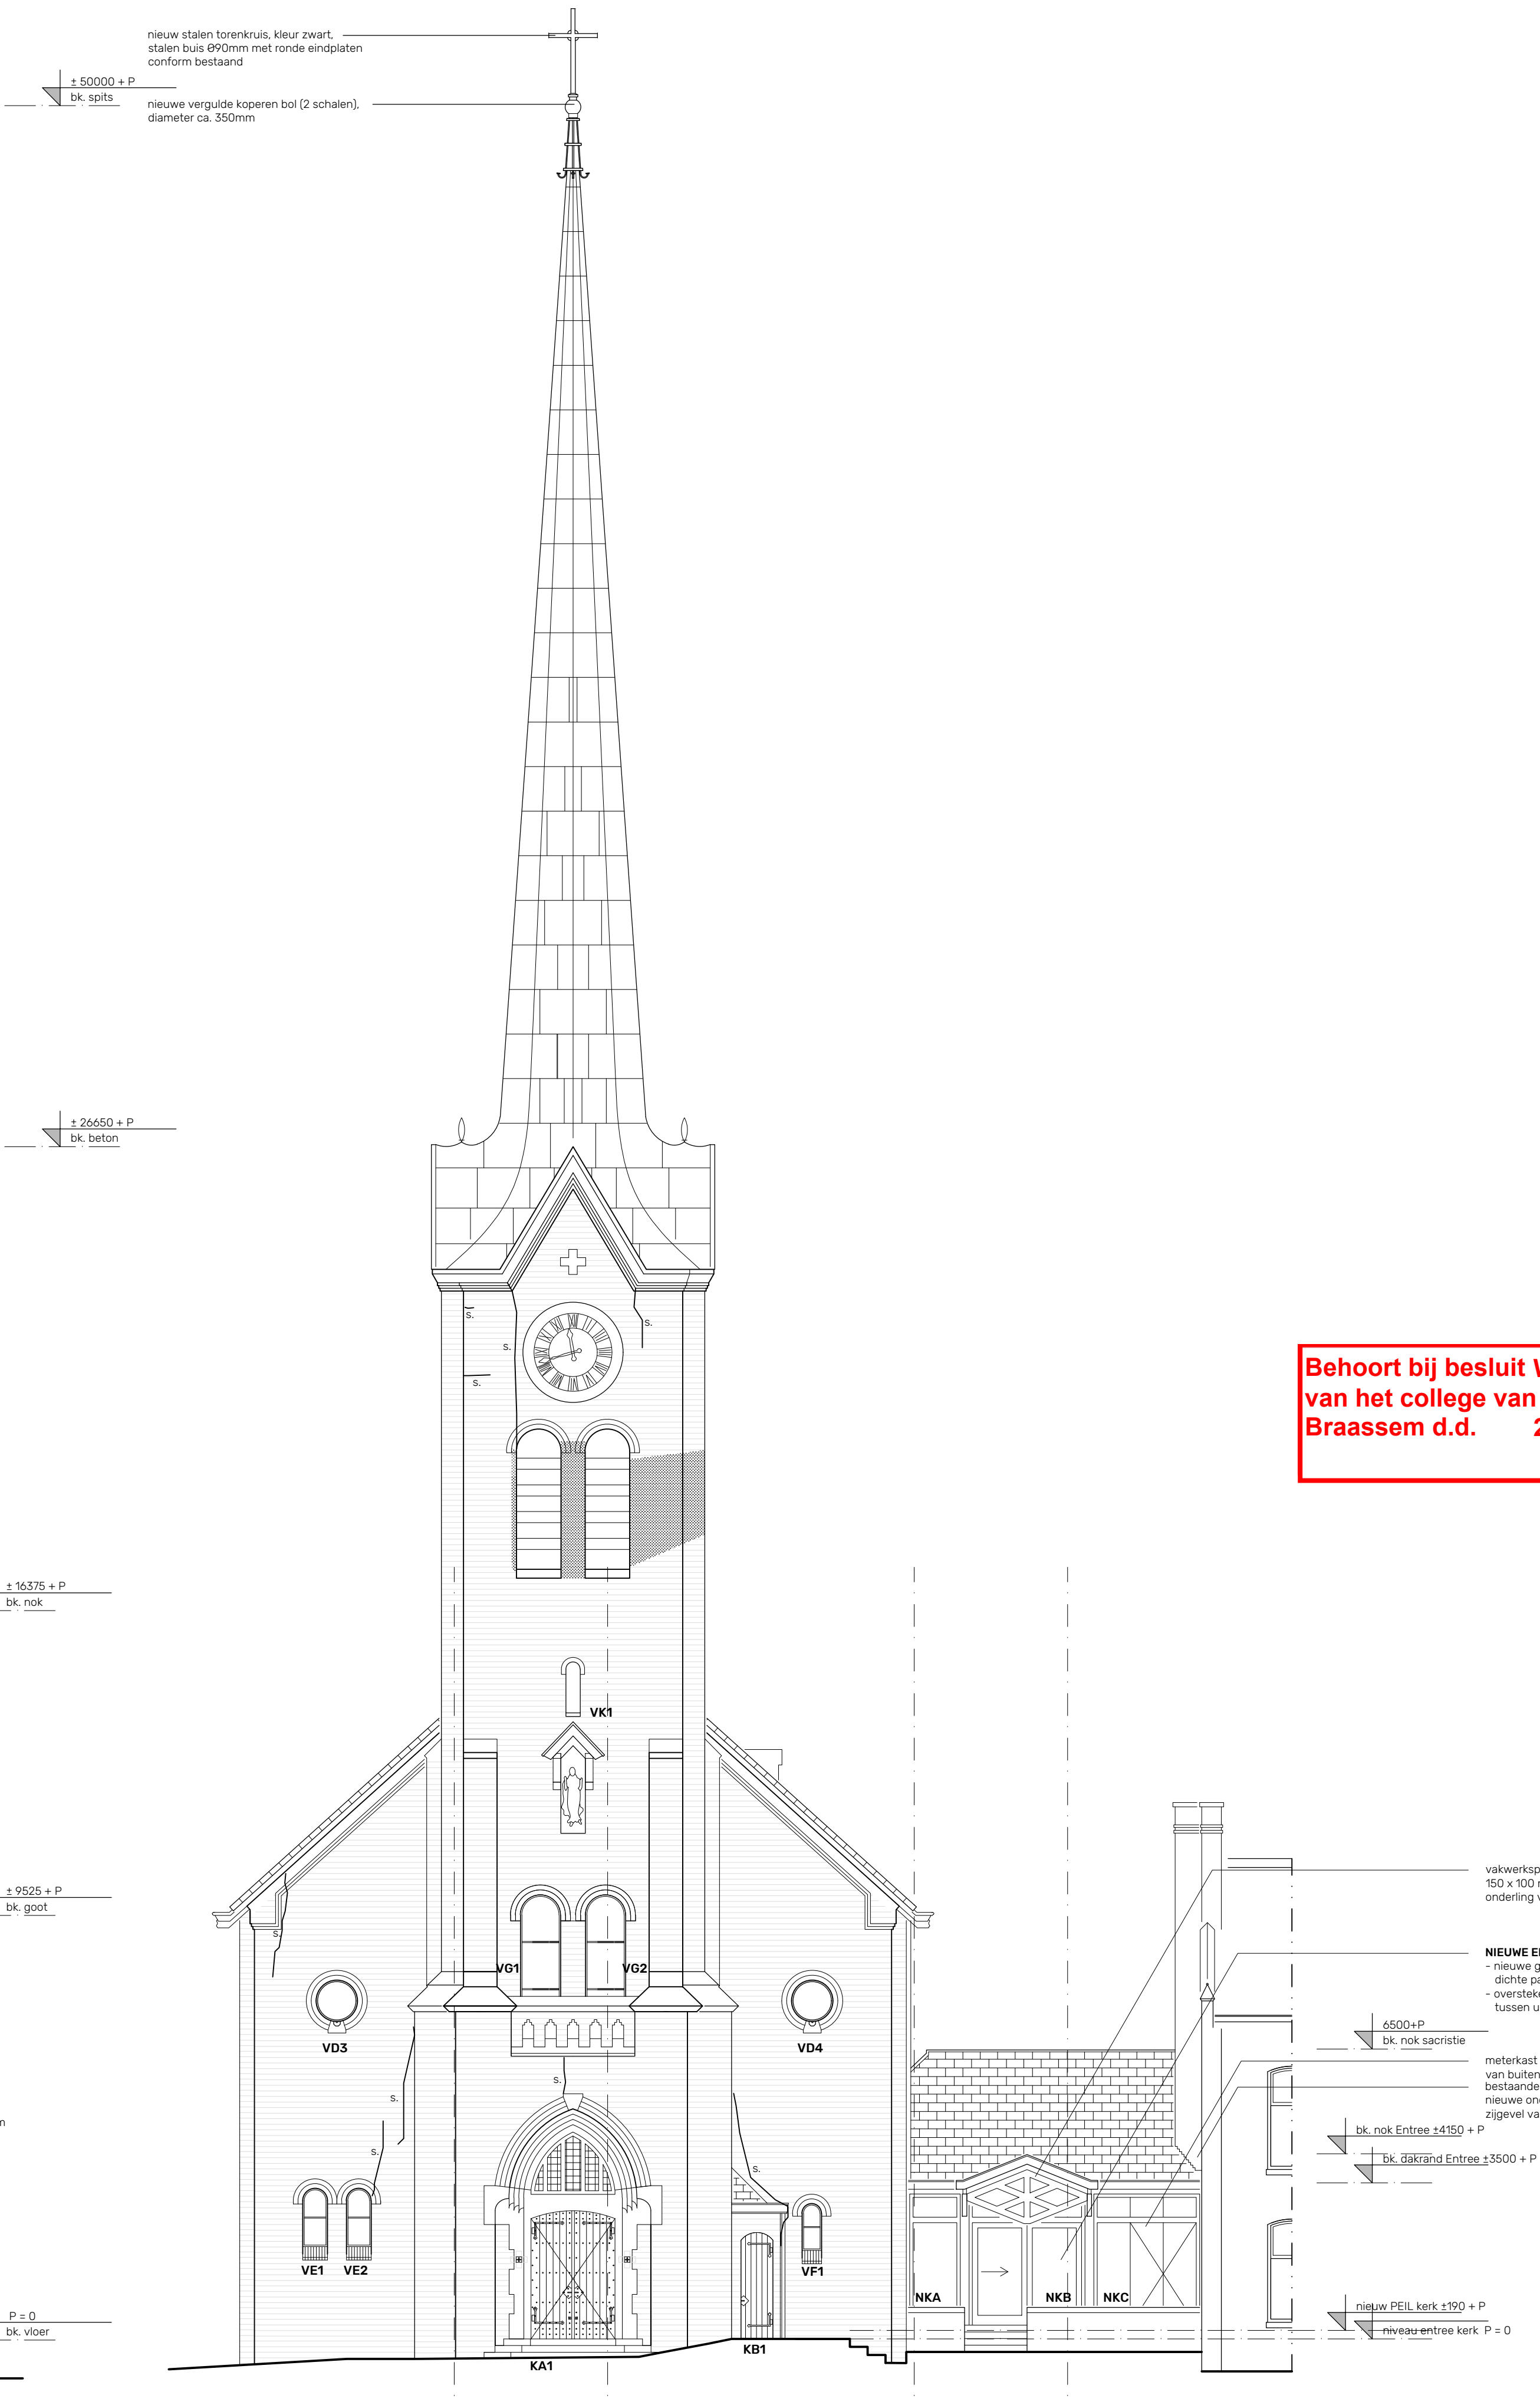 nieuw stalen torenkruis, kleur zwart,
stalen buis Ø90mm met ronde eindplaten
conform bestaand
± 50000 + P
bk. spits
nieuwe vergulde koperen bol (2 schalen),
diameter ca. 350mm
± 26650 + P
bk. beton
s.
s.
s.
s.
Behoort bij besluit
van het college van
Braassem d.d. 2
± 16375 + P
bk. nok
VK1
± 9525 + P
bk. goot
vakwerksp
150 x 100
onderling
s.
VG1
VG2
NIEUWE
- nieuwe
dichte
- overstek
tussen
VD3
VD4
6500+P
bk. nok sacristie
meterkast
van buiten
bestaande
nieuwe
zijgevel va
s.
s.
s.
s.
bk. nok Entree ±4150 + P
bk. dakrand Entree ±3500 + P
VE1
VE2
VF1
NKA
NKB
NKC
P = 0
bk. vloer
nieuw PEIL kerk ±190 + P
niveau entree kerk P = 0
KB1
KA1